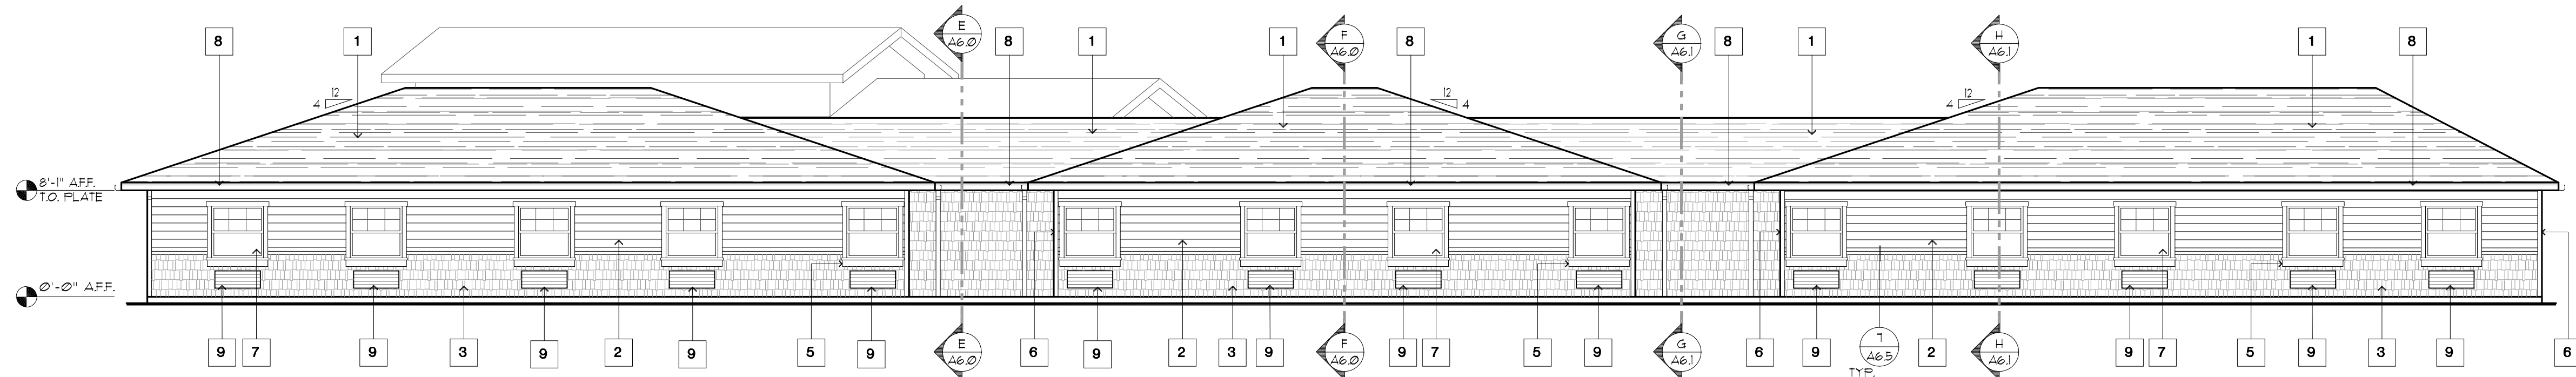 8 1 E 8 1 1 F 8 G 8 1 H 1 8
A6.0 A6.0 A6.1 A6.1
12 12 12
4 4 4
8'-1" A.F.F.
T.O. PLATE
0'-0" A.F.F.
9 7 9 3 9 2 9 5 9 E 6 9 2 3 9 F 9 7 5 9 G 6 9 7 2 H 9 7 5 9 3 9 6
A6.0 A6.0 A6.1 A6.5 A6.1
TYP.